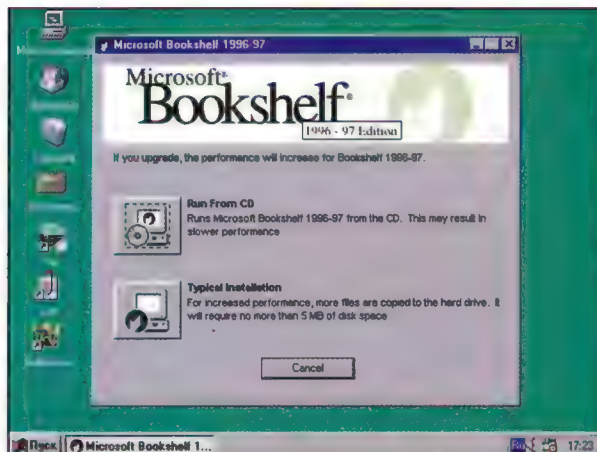 Microsoft Bookshelf 1996-97
Microsoft®
Bookshelf®
1996 - 97 Edition
If you upgrade, the performance will increase for Bookshelf 1996-97.
Run From CD
Runs Microsoft Bookshelf 1996-97 from the CD. This may result in
slower performance
Typical Installation
For increased performance, more files are copied to the hard drive. It
will require no more than 5 MB of disk space
Cancel
Пуск
Microsoft Bookshelf 1...
Ru
17:23